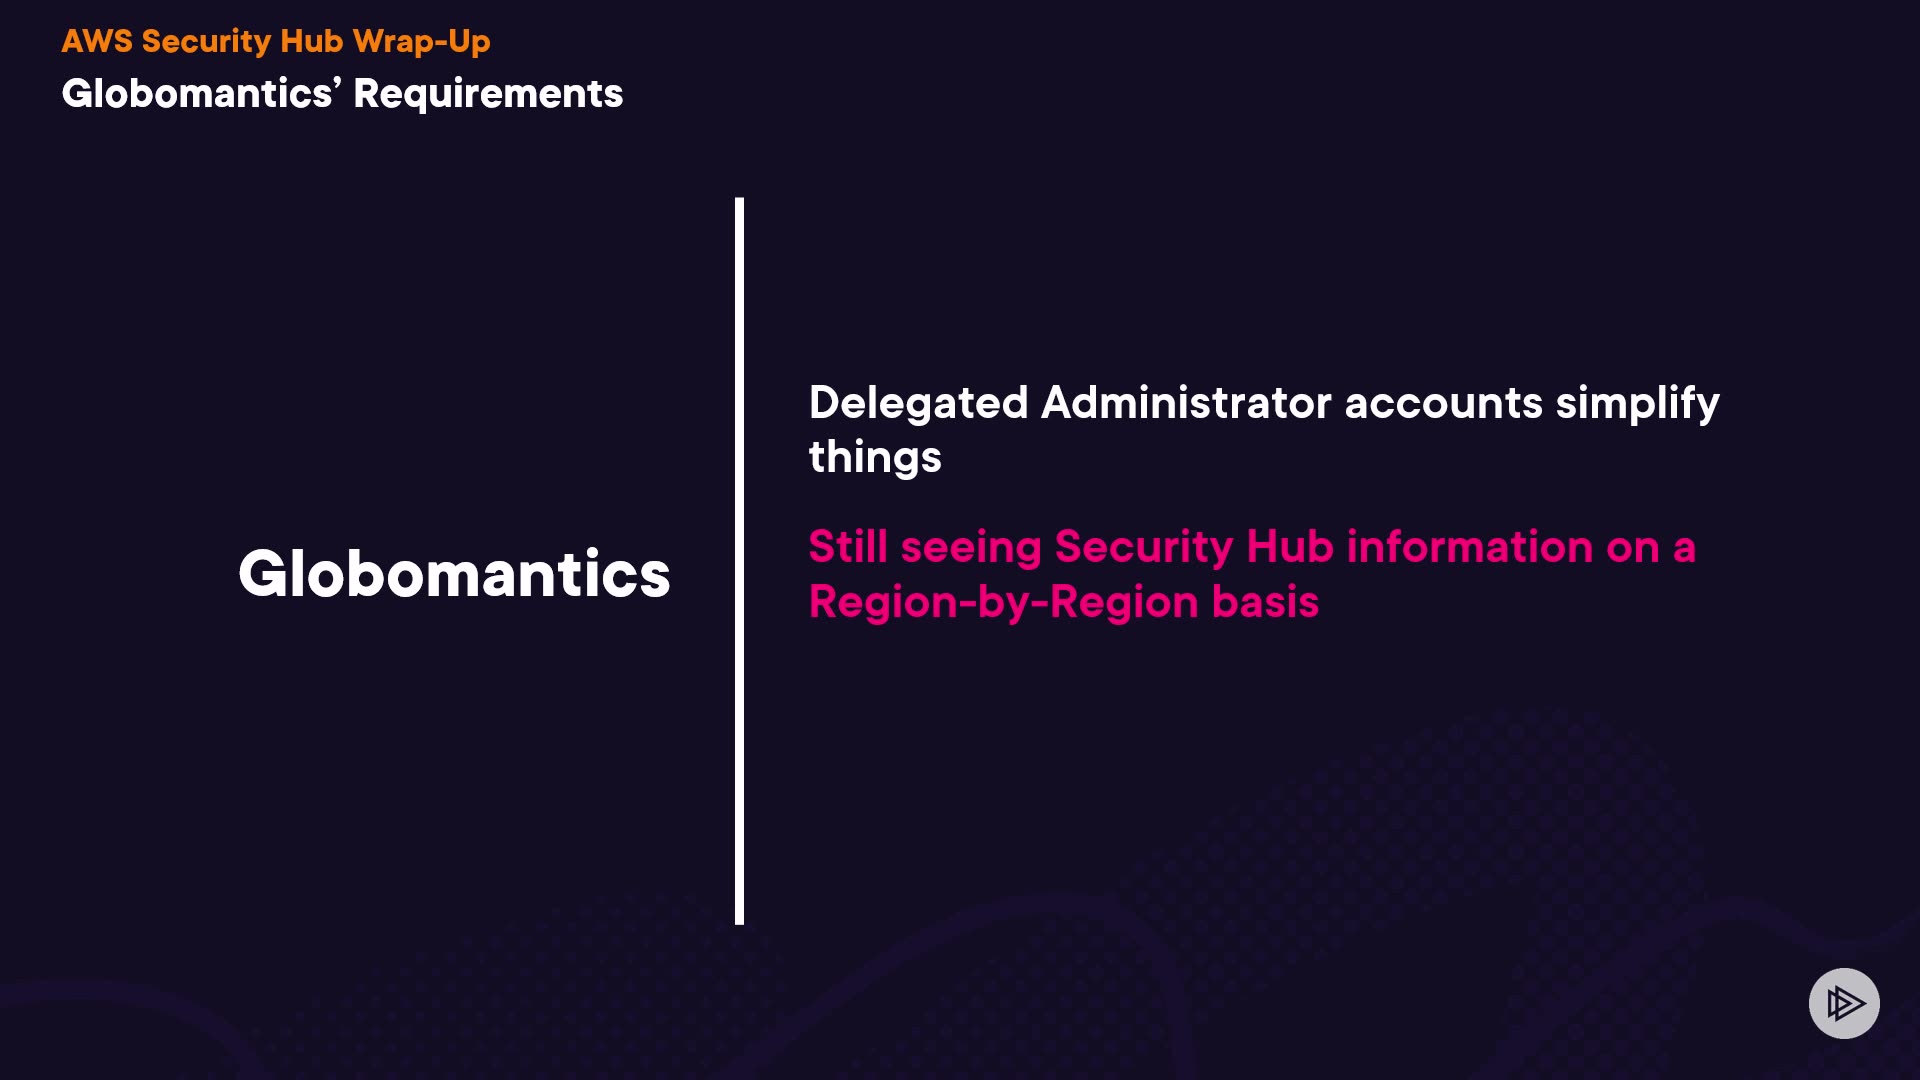 AWS Security Hub Wrap-Up
Globomantics’ Requirements
Globomantics
Delegated Administrator accounts simplify
things
Still seeing Security Hub information on a
Region-by-Region basis